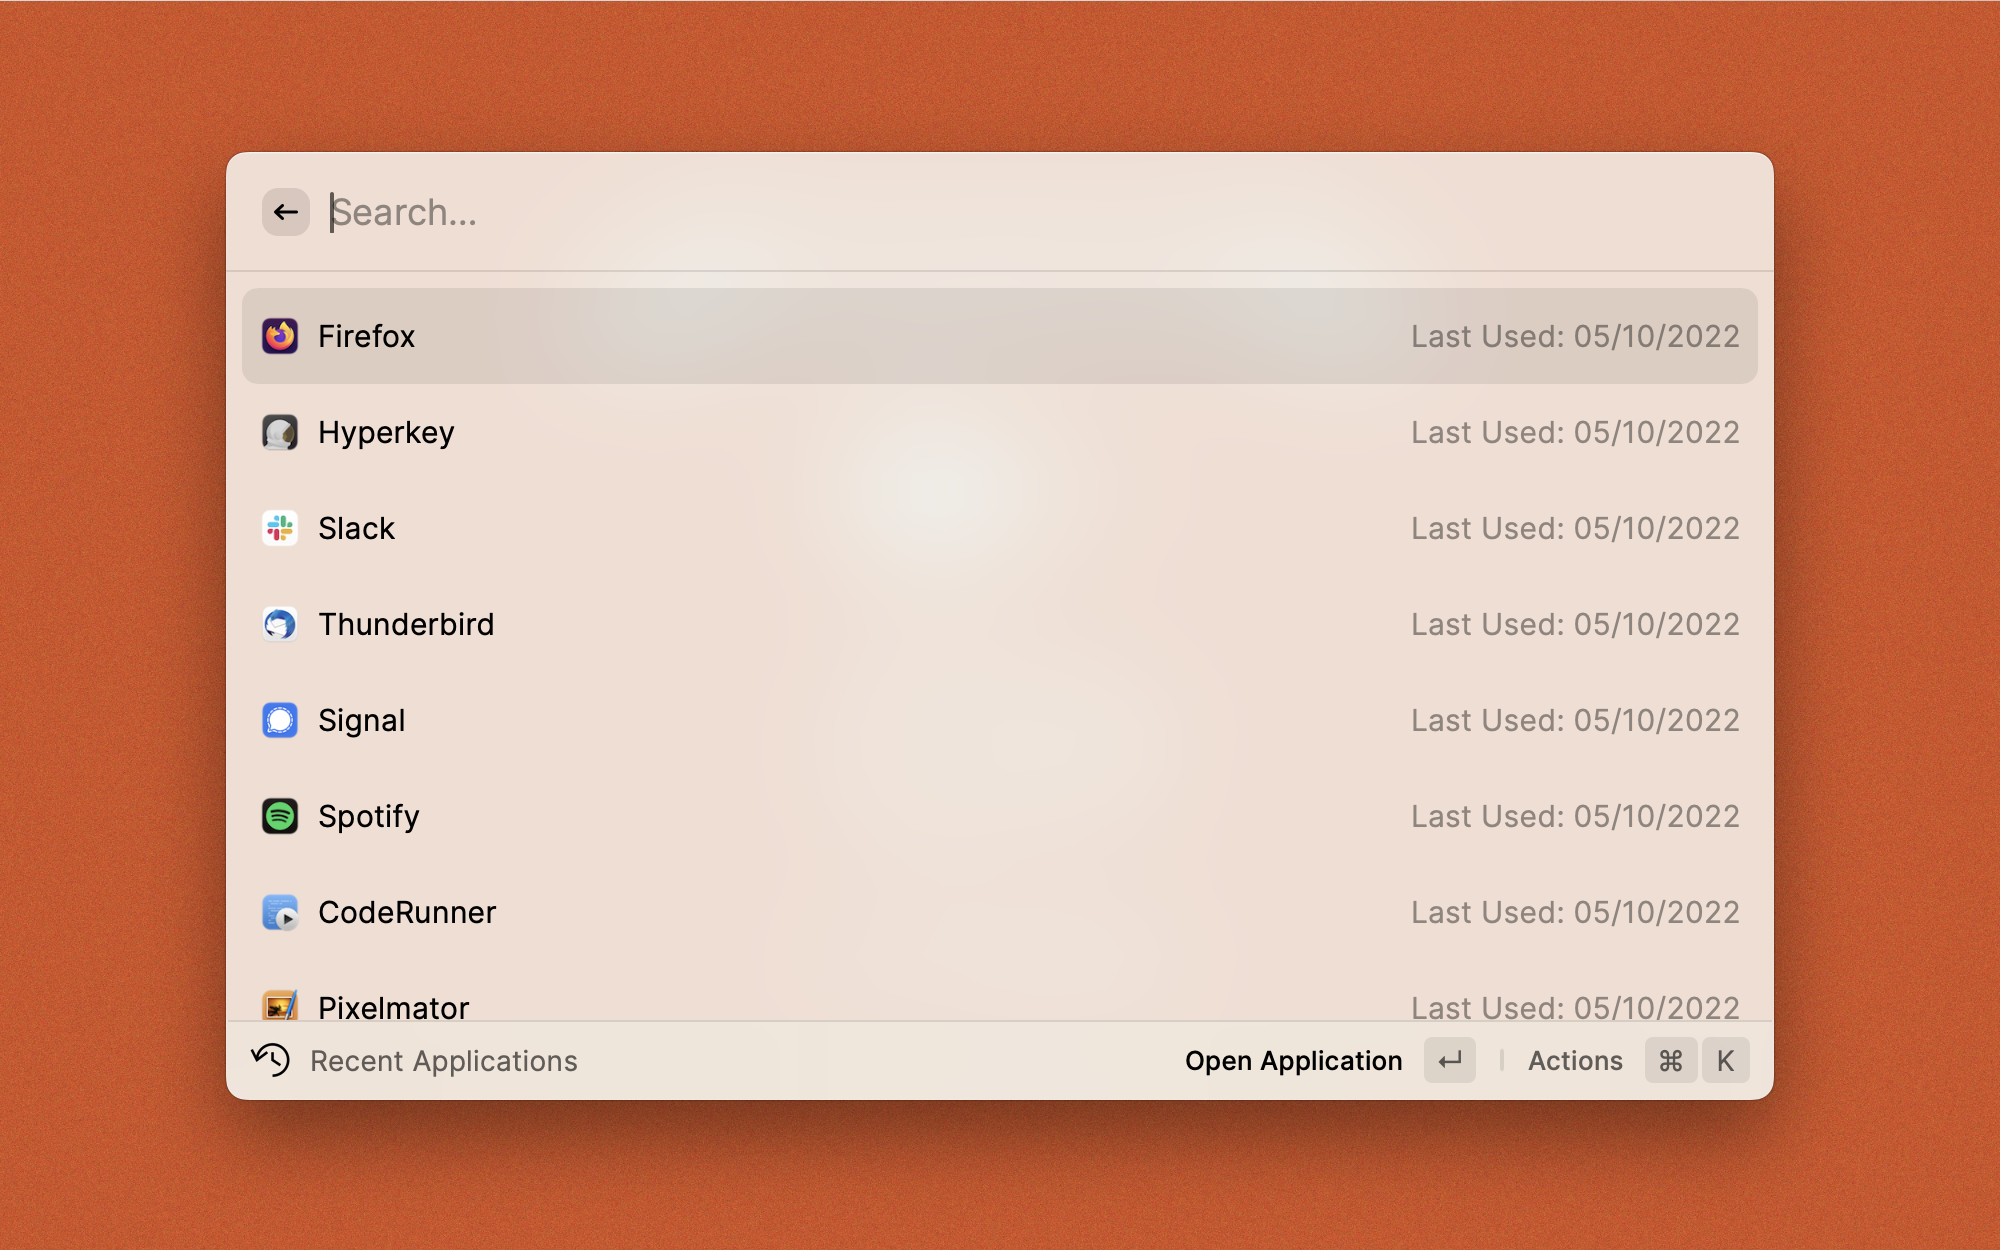 Search...
Firefox Last Used: 05/10/2022
Hyperkey Last Used: 05/10/2022
Slack Last Used: 05/10/2022
Thunderbird Last Used: 05/10/2022
Signal Last Used: 05/10/2022
Spotify Last Used: 05/10/2022
CodeRunner Last Used: 05/10/2022
Pixelmator Last Used: 05/10/2022
Recent Applications Open Application ↵ Actions ⌘ K